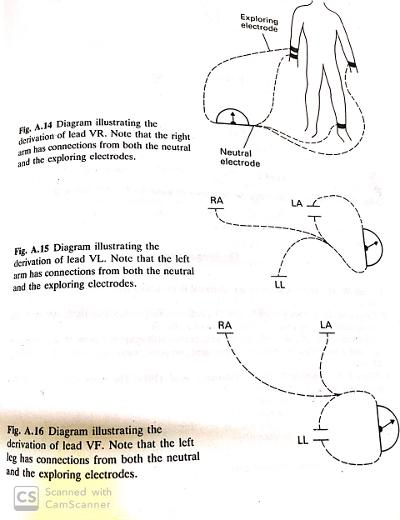 Exploring
electrode
Fig. A.14 Diagram illustrating the
derivation of lead VR. Note that the right
arm has connections from both the neutral
and the exploring electrodes.
Neutral
electrode
RA
LA
Fig. A.15 Diagram illustrating the
derivation of lead VL. Note that the left
arm has connections from both the neutral
and the exploring electrodes.
LL
RA
LA
Fig. A.16 Diagram illustrating the
derivation of lead VF. Note that the left
leg has connections from both the neutral
and the exploring electrodes.
LL
CS Scanned with
CamScanner